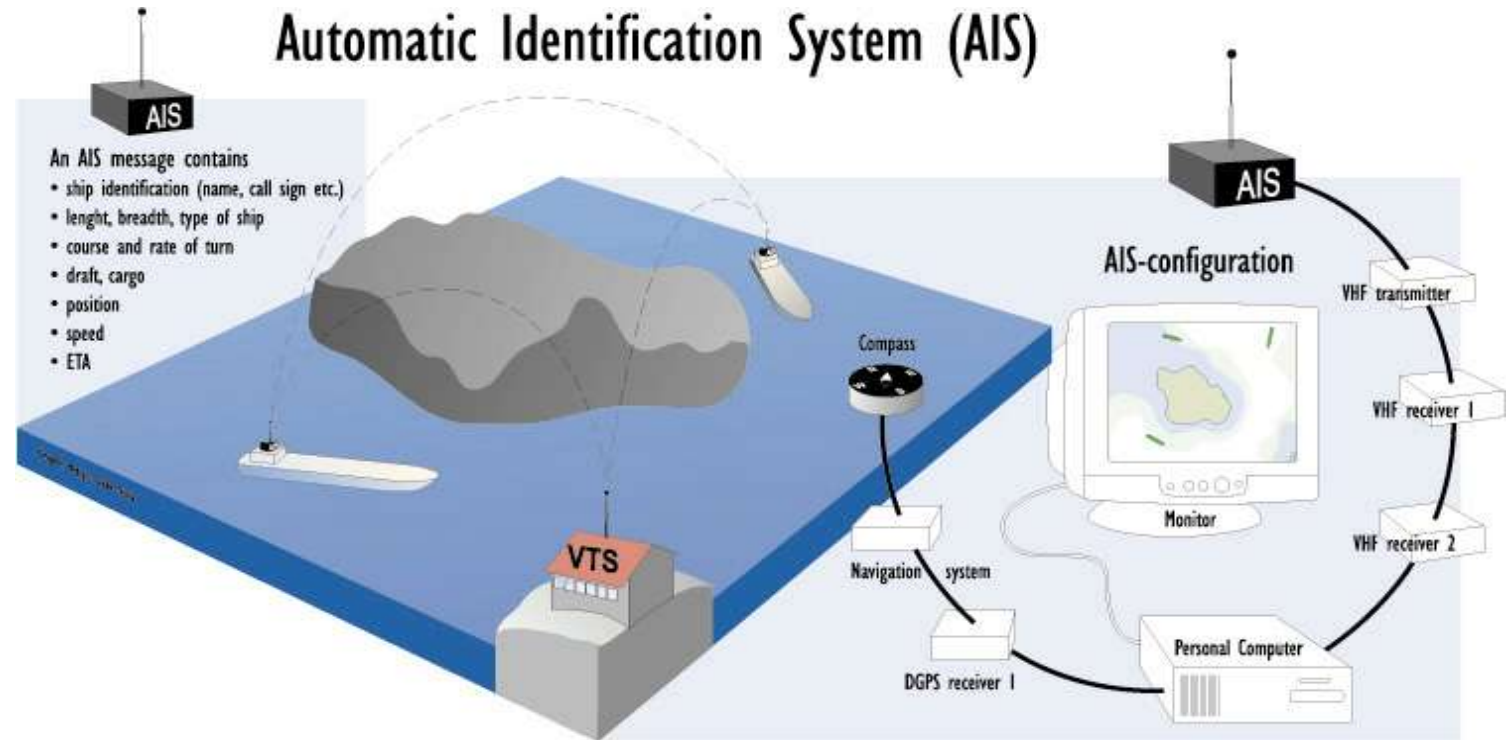 Automatic Identification System (AIS)
AIS
An AIS message contains
• ship identification (name, call sign etc.)
• lenght, breadth, type of ship
• course and rate of turn
• draft, cargo
• position
• speed
• ETA
VTS
AIS
AIS-configuration
VHF transmitter
VHF receiver 1
VHF receiver 2
Monitor
Compass
Navigation system
DGPS receiver 1
Personal Computer